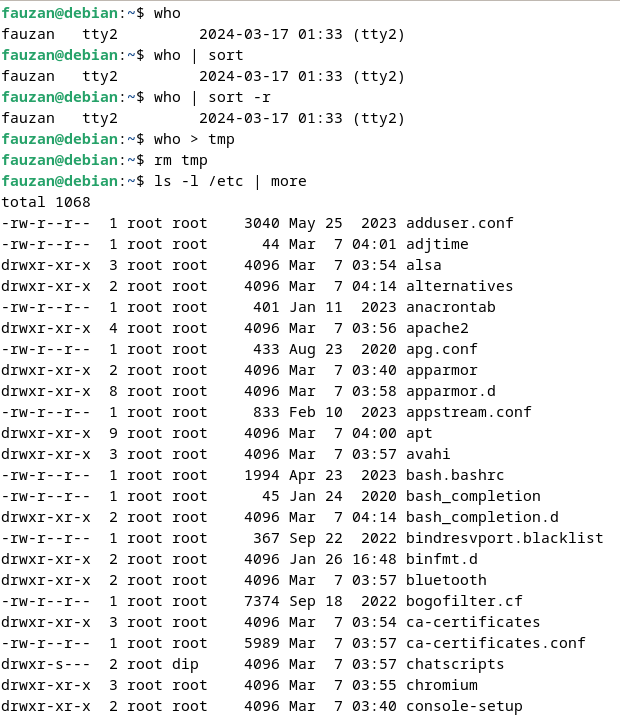 fauzan@debian:~$ who
fauzan   tty2         2024-03-17 01:33 (tty2)
fauzan@debian:~$ who | sort
fauzan   tty2         2024-03-17 01:33 (tty2)
fauzan@debian:~$ who | sort -r
fauzan   tty2         2024-03-17 01:33 (tty2)
fauzan@debian:~$ who > tmp
fauzan@debian:~$ rm tmp
fauzan@debian:~$ ls -l /etc | more
total 1068
-rw-r--r--  1 root root    3040 May 25  2023 adduser.conf
-rw-r--r--  1 root root      44 Mar  7 04:01 adjtime
drwxr-xr-x  3 root root    4096 Mar  7 03:54 alsa
drwxr-xr-x  2 root root    4096 Mar  7 04:14 alternatives
-rw-r--r--  1 root root     401 Jan 11  2023 anacrontab
drwxr-xr-x  4 root root    4096 Mar  7 03:56 apache2
-rw-r--r--  1 root root     433 Aug 23  2020 apg.conf
drwxr-xr-x  2 root root    4096 Mar  7 03:40 apparmor
drwxr-xr-x  8 root root    4096 Mar  7 03:58 apparmor.d
-rw-r--r--  1 root root     833 Feb 10  2023 appstream.conf
drwxr-xr-x  9 root root    4096 Mar  7 04:00 apt
drwxr-xr-x  3 root root    4096 Mar  7 03:57 avahi
-rw-r--r--  1 root root    1994 Apr 23  2023 bash.bashrc
-rw-r--r--  1 root root      45 Jan 24  2020 bash_completion
drwxr-xr-x  2 root root    4096 Mar  7 04:14 bash_completion.d
-rw-r--r--  1 root root     367 Sep 22  2022 bindresvport.blacklist
drwxr-xr-x  2 root root    4096 Jan 26 16:48 binfmt.d
drwxr-xr-x  2 root root    4096 Mar  7 03:57 bluetooth
-rw-r--r--  1 root root    7374 Sep 18  2022 bogofilter.cf
drwxr-xr-x  3 root root    4096 Mar  7 03:54 ca-certificates
-rw-r--r--  1 root root    5989 Mar  7 03:57 ca-certificates.conf
drwxr-s---  2 root dip     4096 Mar  7 03:57 chatscripts
drwxr-xr-x  3 root root    4096 Mar  7 03:55 chromium
drwxr-xr-x  2 root root    4096 Mar  7 03:40 console-setup